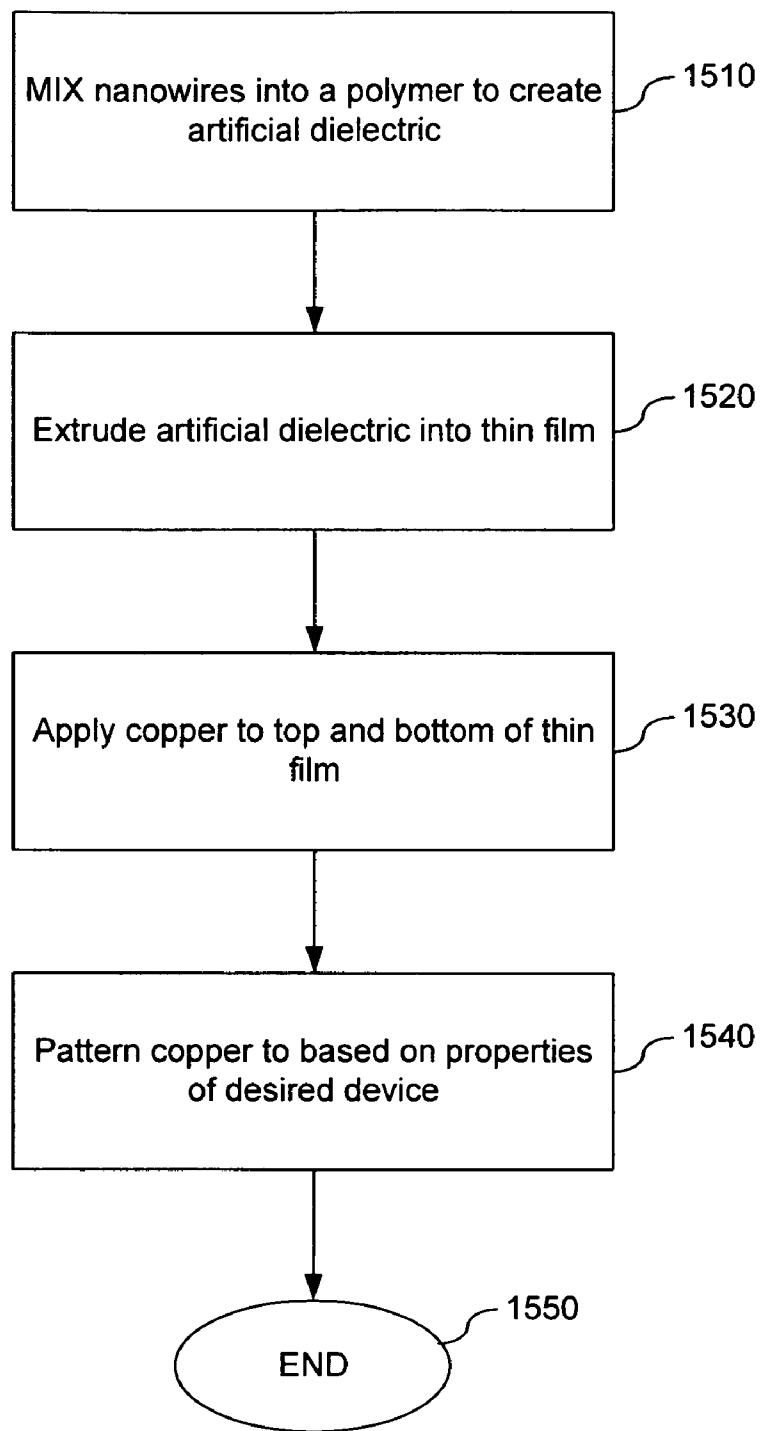 MIX nanowires into a polymer to create
artificial dielectric
1510
Extrude artificial dielectric into thin film
1520
Apply copper to top and bottom of thin
film
1530
Pattern copper to based on properties
of desired device
1540
END
1550